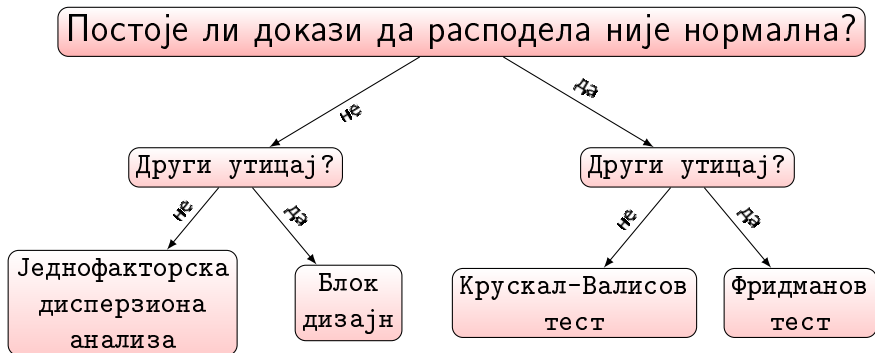 Постоје ли докази да расподела није нормална?
не
да
Други утицај?
Други утицај?
не
да
не
да
Једнофакторска
дисперзиона
анализа
Блок
дизајн
Крускал-Валисов
тест
Фридманов
тест